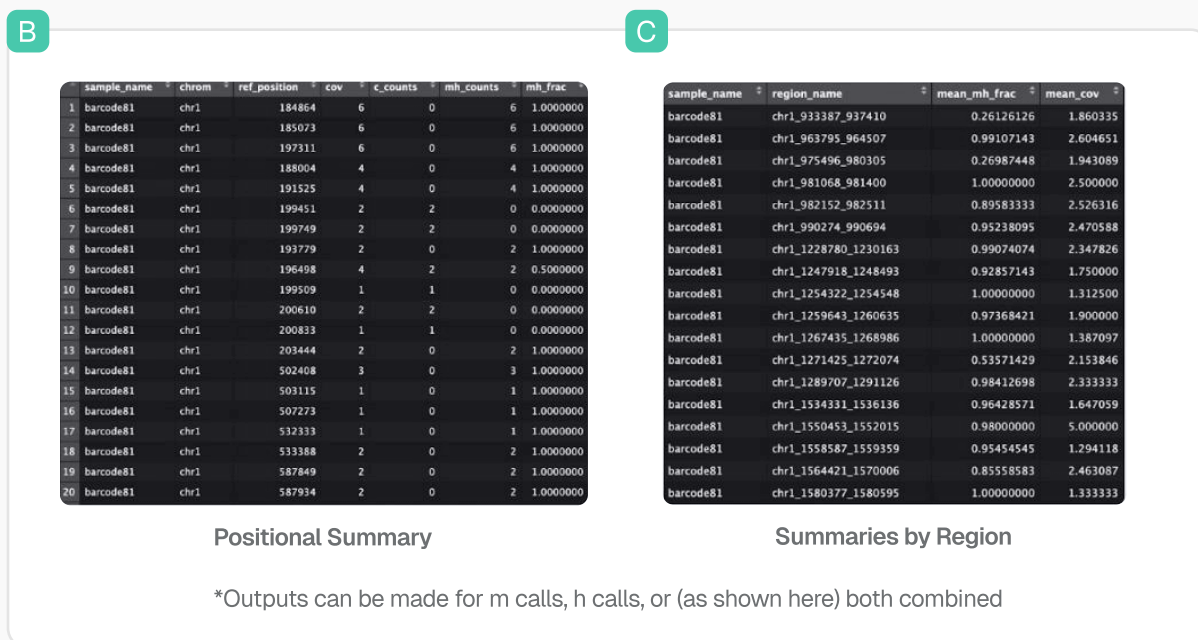 B
C
sample_name chrom ref_position cov c_counts mh_counts mh_frac
1 barcode81 chr1 184864 6 0 6 1.0000000
2 barcode81 chr1 185073 6 0 6 1.0000000
3 barcode81 chr1 197311 6 0 6 1.0000000
4 barcode81 chr1 188004 4 0 4 1.0000000
5 barcode81 chr1 191525 4 0 4 1.0000000
6 barcode81 chr1 199451 2 2 0 0.0000000
7 barcode81 chr1 199749 2 2 0 0.0000000
8 barcode81 chr1 193779 2 0 2 1.0000000
9 barcode81 chr1 196498 4 2 2 0.5000000
10 barcode81 chr1 199509 1 1 0 0.0000000
11 barcode81 chr1 200610 2 2 0 0.0000000
12 barcode81 chr1 200833 1 1 0 0.0000000
13 barcode81 chr1 203444 2 0 2 1.0000000
14 barcode81 chr1 502408 3 0 3 1.0000000
15 barcode81 chr1 503115 1 0 1 1.0000000
16 barcode81 chr1 507273 1 0 1 1.0000000
17 barcode81 chr1 532333 1 0 1 1.0000000
18 barcode81 chr1 533388 2 0 2 1.0000000
19 barcode81 chr1 587849 2 0 2 1.0000000
20 barcode81 chr1 587934 2 0 2 1.0000000
Positional Summary
sample_name region_name mean_mh_frac mean_cov
barcode81 chr1_933387_937410 0.26126126 1.860335
barcode81 chr1_963795_964507 0.99107143 2.604651
barcode81 chr1_975496_980305 0.26987448 1.943089
barcode81 chr1_981068_981400 1.00000000 2.500000
barcode81 chr1_982152_982511 0.89583333 2.526316
barcode81 chr1_990274_990694 0.95238095 2.470588
barcode81 chr1_1228780_1230163 0.99074074 2.347826
barcode81 chr1_1247918_1248493 0.92857143 1.750000
barcode81 chr1_1254322_1254548 1.00000000 1.312500
barcode81 chr1_1259643_1260635 0.97368421 1.900000
barcode81 chr1_1267435_1268986 1.00000000 1.387097
barcode81 chr1_1271425_1272074 0.53571429 2.153846
barcode81 chr1_1289707_1291126 0.98412698 2.333333
barcode81 chr1_1534331_1536136 0.96428571 1.647059
barcode81 chr1_1550453_1552015 0.98000000 5.000000
barcode81 chr1_1558587_1559359 0.95454545 1.294118
barcode81 chr1_1564421_1570006 0.85558583 2.463087
barcode81 chr1_1580377_1580595 1.00000000 1.333333
Summaries by Region
*Outputs can be made for m calls, h calls, or (as shown here) both combined